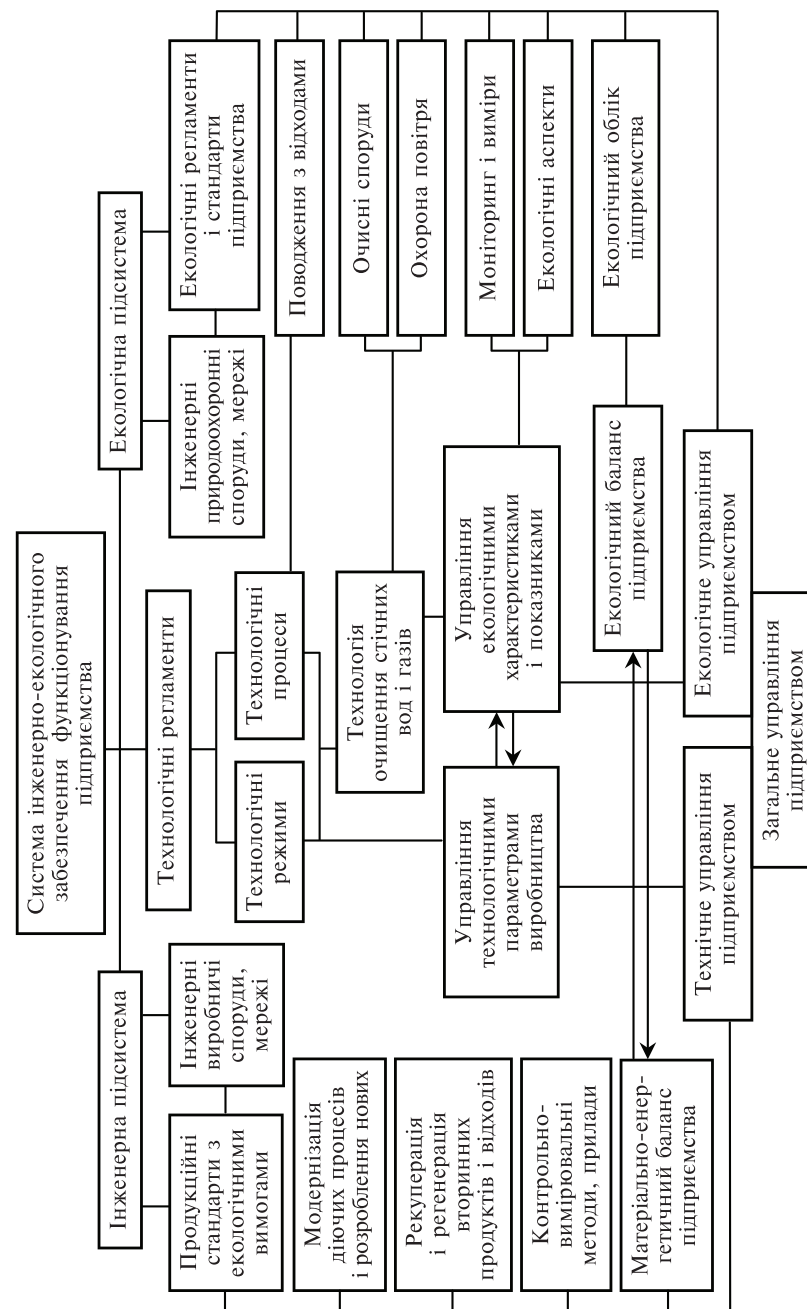 Система інженерно-екологічного
забезпечення функціонування
підприємства
Інженерна підсистема
Екологічна підсистема
Продукційні
стандарти з
екологічними
вимогами
Інженерні
виробничі
споруди,
мережі
Технологічні регламенти
Інженерні
природоохоронні
споруди, мережі
Екологічні регламенти
і стандарти
підприємства
Модернізація
діючих процесів
і розроблення нових
Технологічні
режими
Технологічні
процеси
Поводження з відходами
Рекуперація
і регенерація
вторинних
продуктів і відходів
Технологія
очищення стічних
вод і газів
Очисні споруди
Охорона повітря
Контрольно-
вимірювальні
методи, прилади
Управління
технологічними
параметрами
виробництва
Управління
екологічними
характеристиками
і показниками
Моніторинг і виміри
Екологічні аспекти
Матеріально-енер-
гетичний баланс
підприємства
Екологічний баланс
підприємства
Екологічний облік
підприємства
Технічне управління
підприємством
Екологічне управління
підприємством
Загальне управління
підприємством